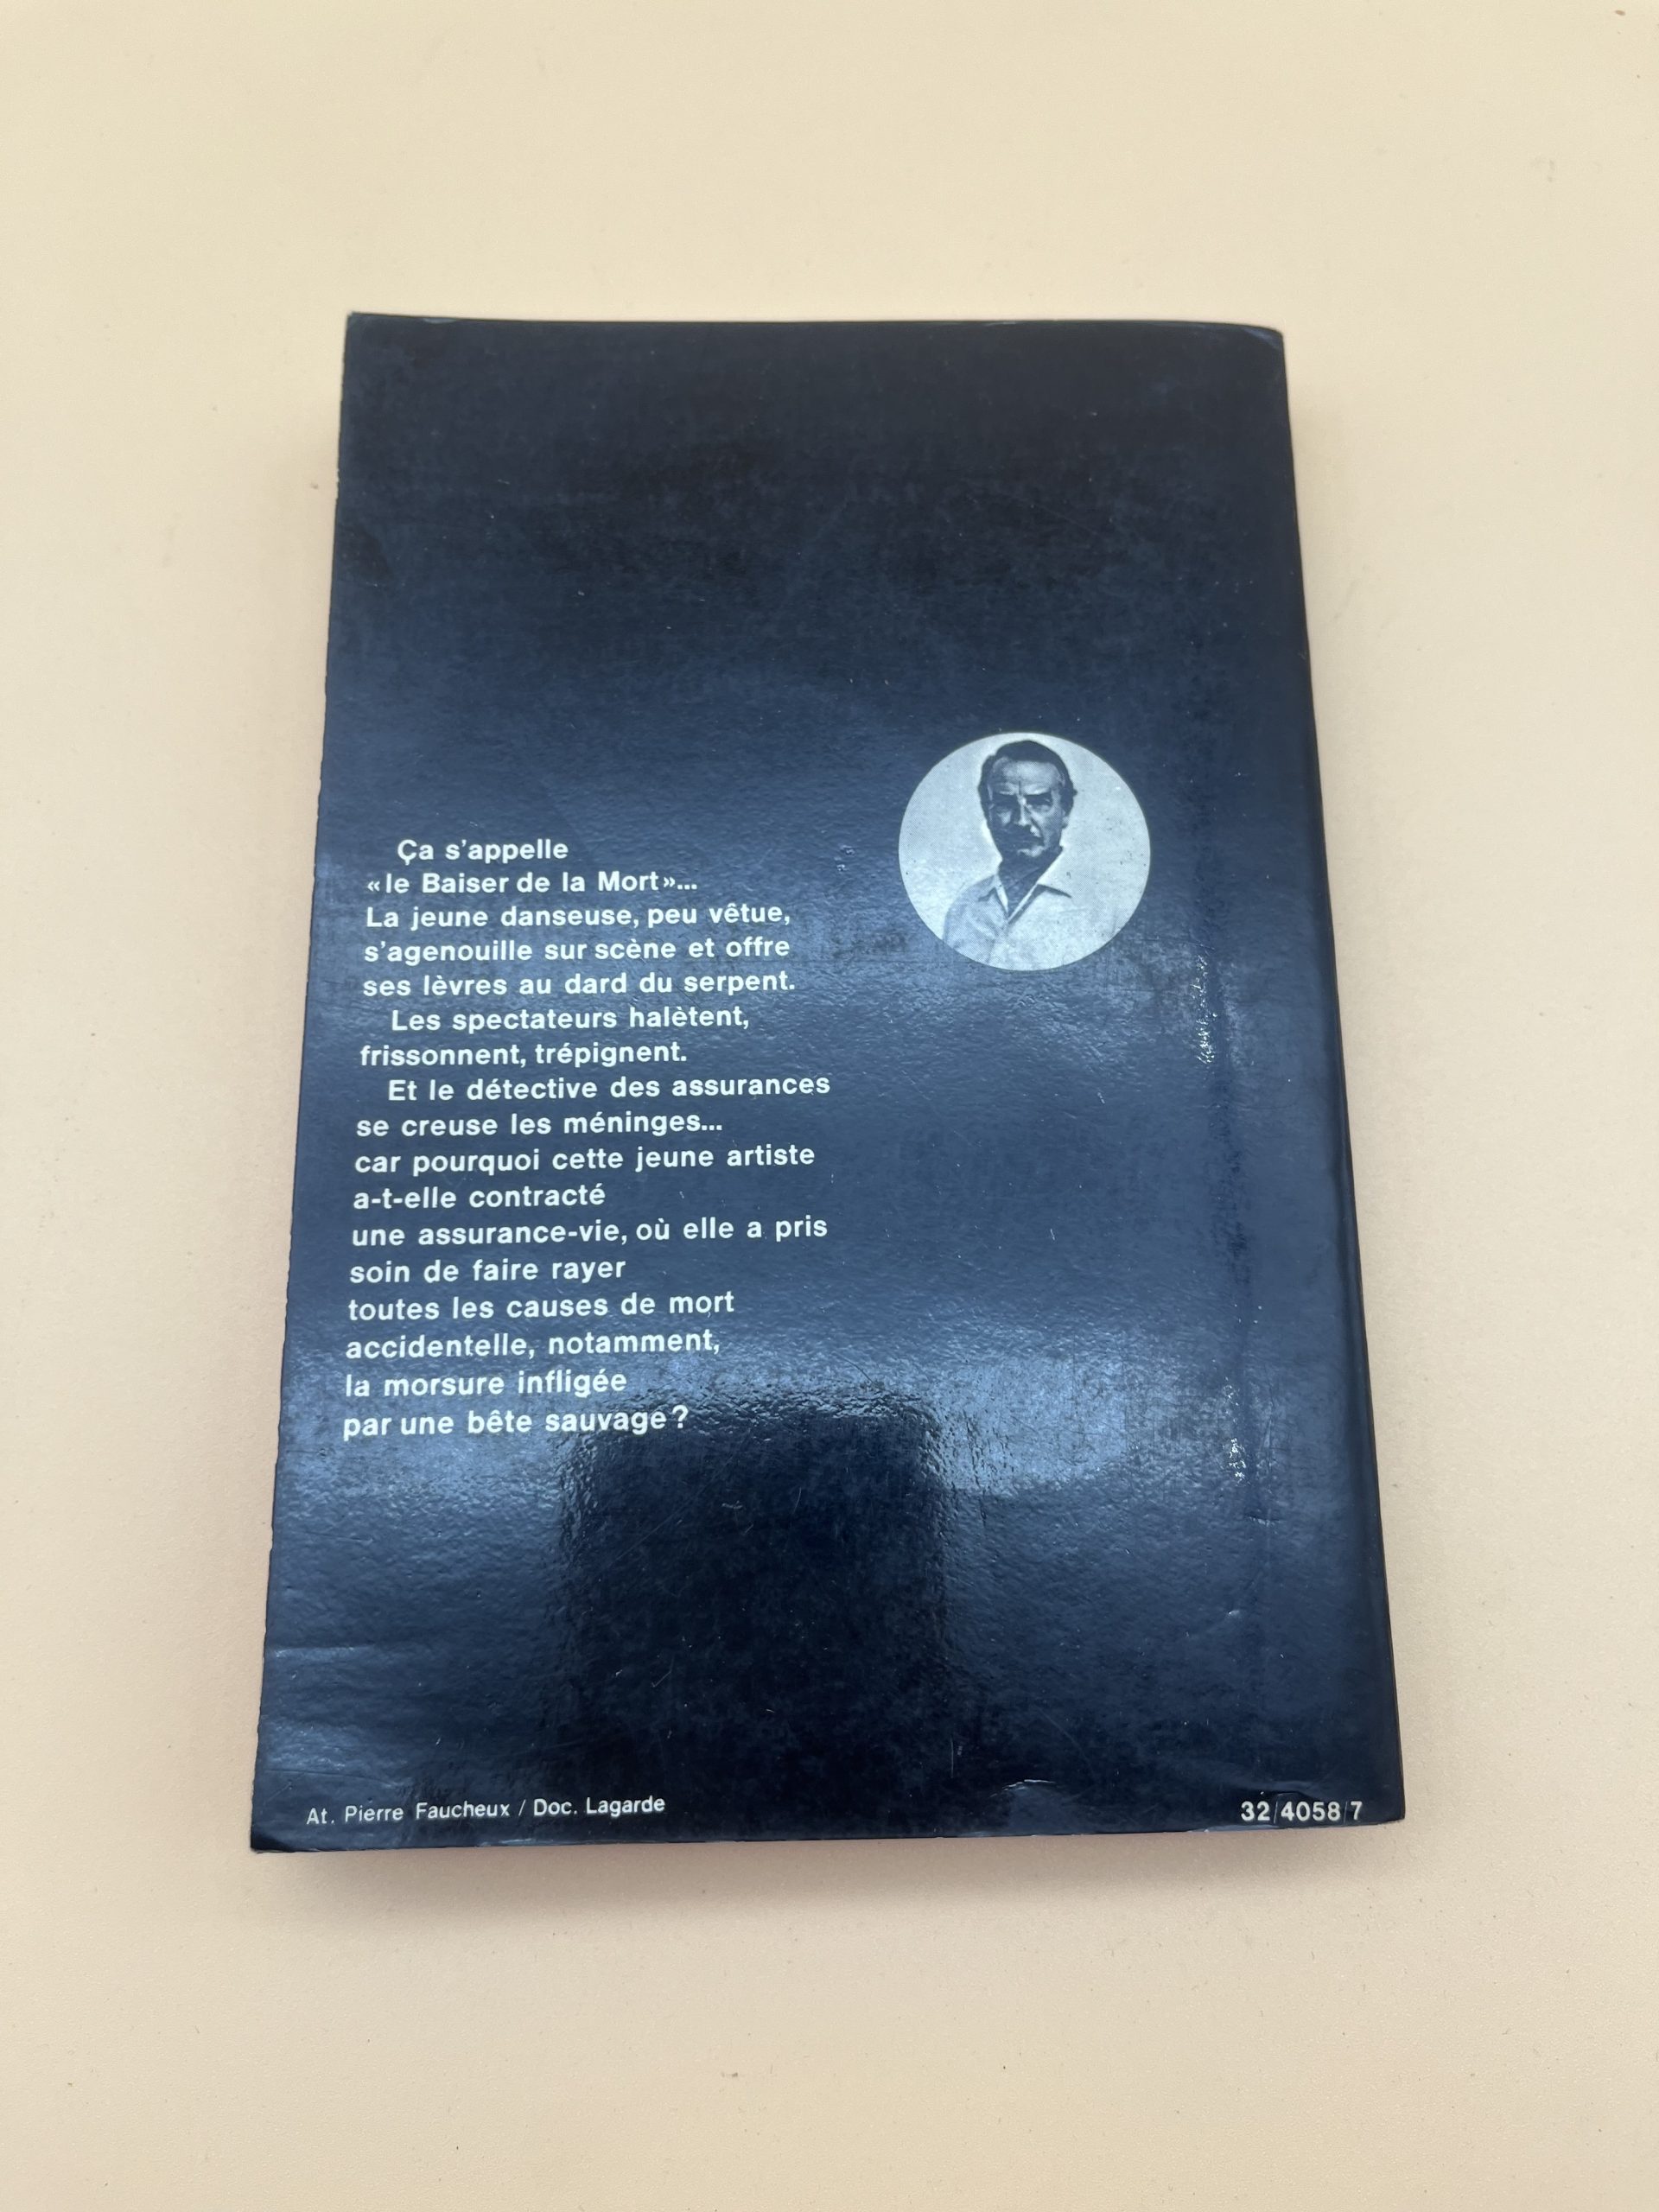 Ça s'appelle
«le Baiser de la Mort»...
La jeune danseuse, peu vêtue,
s'agenouille sur scène et offre
ses lèvres au dard du serpent.
Les spectateurs halètent,
frissonnent, trépignent.
Et le détective des assurances
se creuse les méninges...
car pourquoi cette jeune artiste
a-t-elle contracté
une assurance-vie, où elle a pris
soin de faire rayer
toutes les causes de mort
accidentelle, notamment,
la morsure infligée
par une bête sauvage?
At. Pierre Faucheux / Doc. Lagarde
32/4058/7